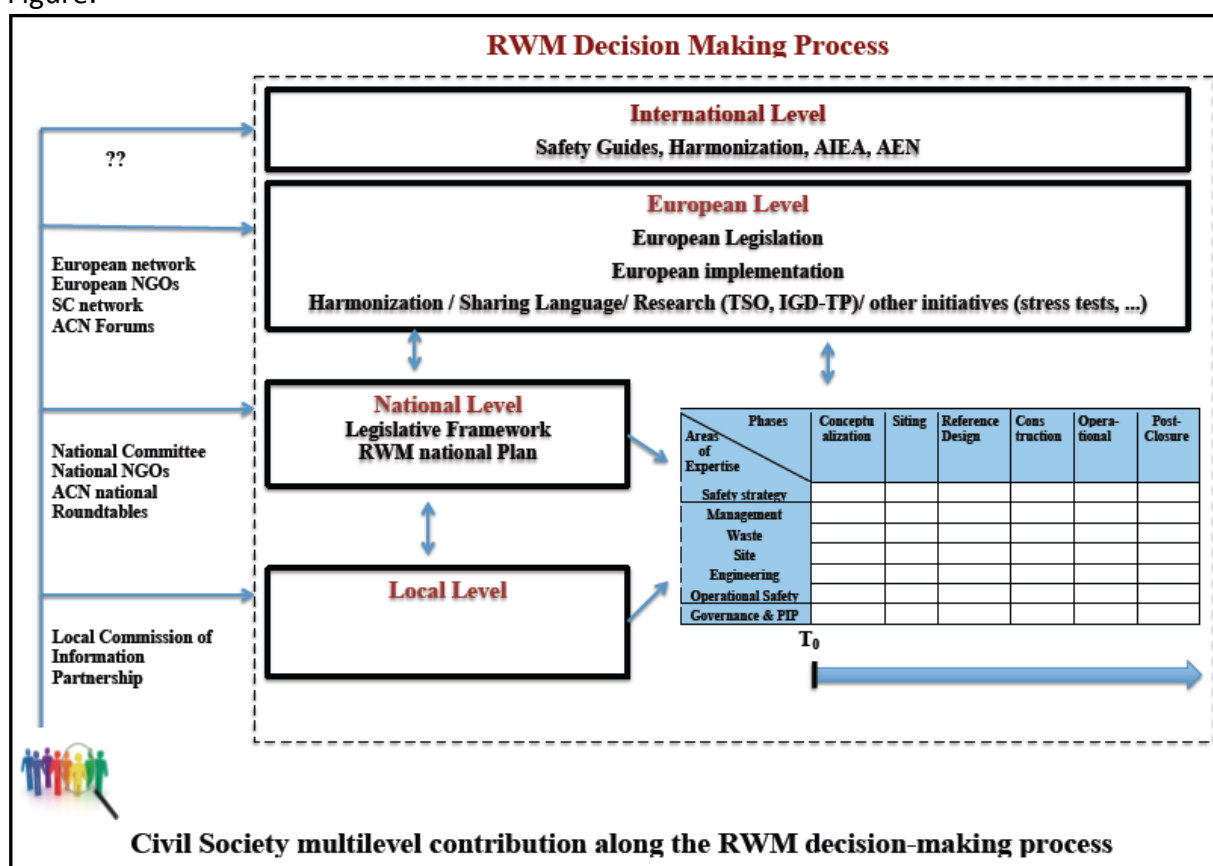 RWM Decision Making Process
International Level
Safety Guides, Harmonization, AIEA, AEN
??
European Level
European Legislation
European implementation
Harmonization / Sharing Language/ Research (TSO, IGD-TP)/ other initiatives (stress tests, ...)
European network
European NGOs
SC network
ACN Forums
National Level
Legislative Framework
RWM national Plan
National Committee
National NGOs
ACN national
Roundtables
Phases
Areas
of
Expertise
Conceptu
alization
Siting
Reference
Design
Cons
truction
Opera-
tional
Post-
Closure
Safety strategy
Management
Waste
Site
Engineering
Operational Safety
Governance & PIP
T0
Local Level
Local Commission of
Information
Partnership
Civil Society multilevel contribution along the RWM decision-making process